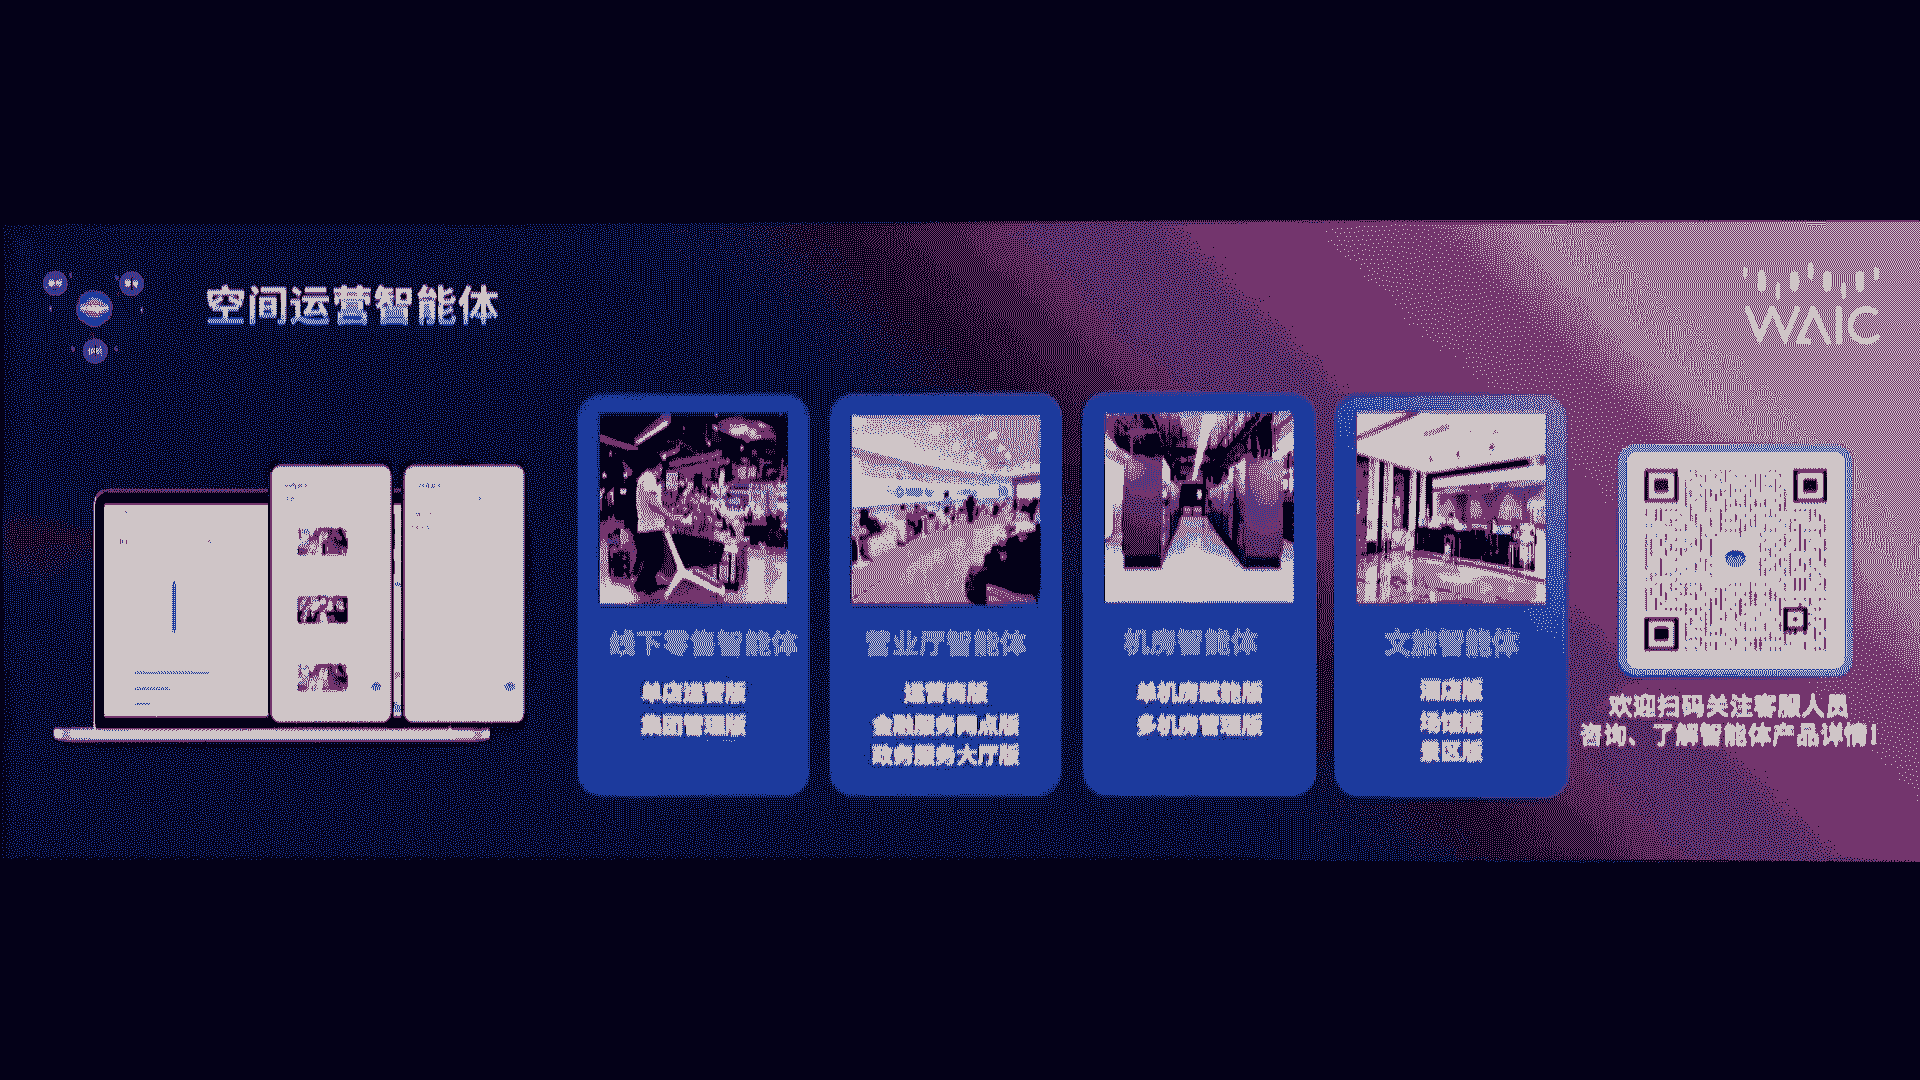 空间运营智能体
WAIC
线下零售智能体
单店运营版
集团管理版
营业厅智能体
运营商版
金融服务网点版
政务服务大厅版
机房智能体
单机房赋能版
多机房管理版
文旅智能体
酒店版
场馆版
景区版
欢迎扫码关注客服人员
咨询、了解智能体产品详情!